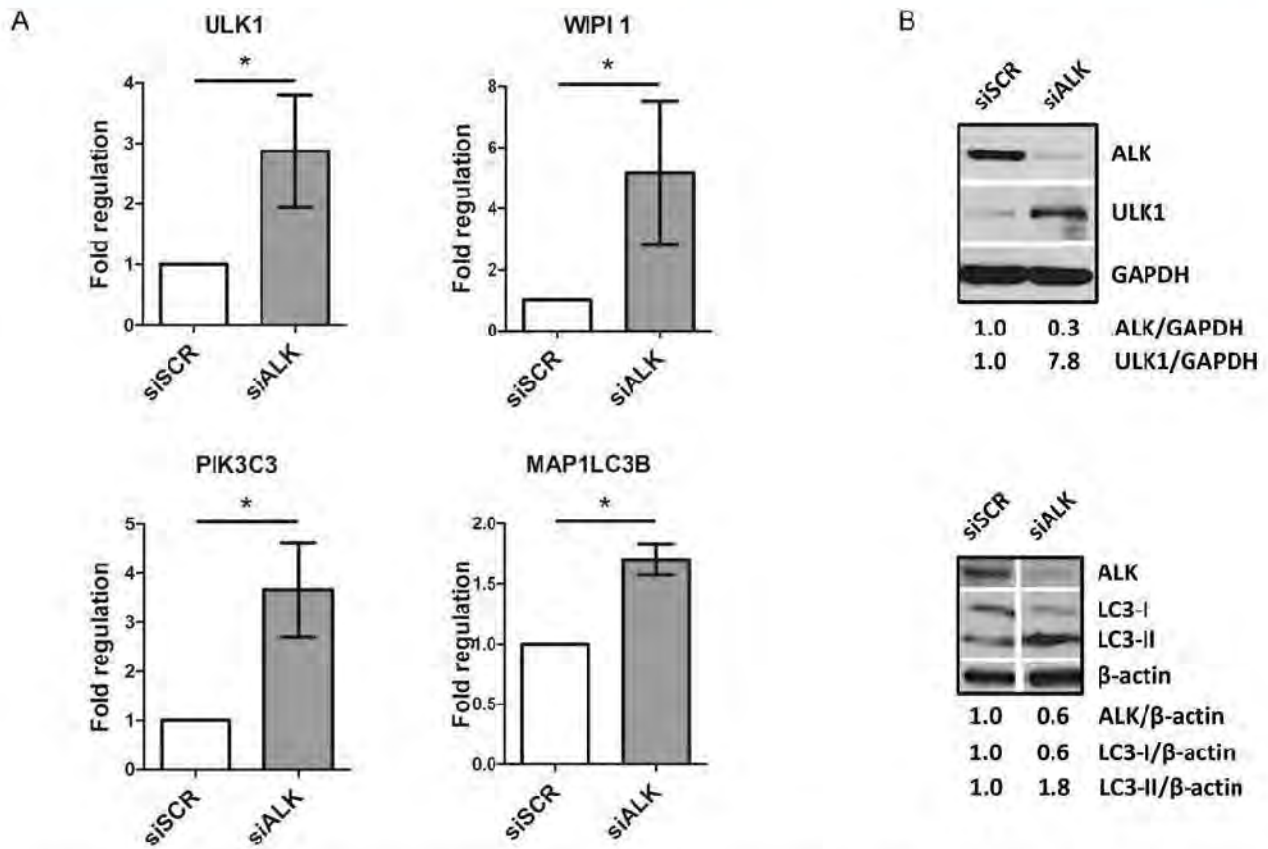 A
ULK1
*
Fold regulation
4
3
2
1
0
siSCR
siALK
WIPI 1
*
Fold regulation
8
6
4
2
0
siSCR
siALK
PIK3C3
*
Fold regulation
5
4
3
2
1
0
siSCR
siALK
MAP1LC3B
*
Fold regulation
2.0
1.5
1.0
0.5
0.0
siSCR
siALK
B
siSCR siALK
ALK
ULK1
GAPDH
1.0 0.3 ALK/GAPDH
1.0 7.8 ULK1/GAPDH
siSCR siALK
ALK
LC3-I
LC3-II
β-actin
1.0 0.6 ALK/β-actin
1.0 0.6 LC3-I/β-actin
1.0 1.8 LC3-II/β-actin